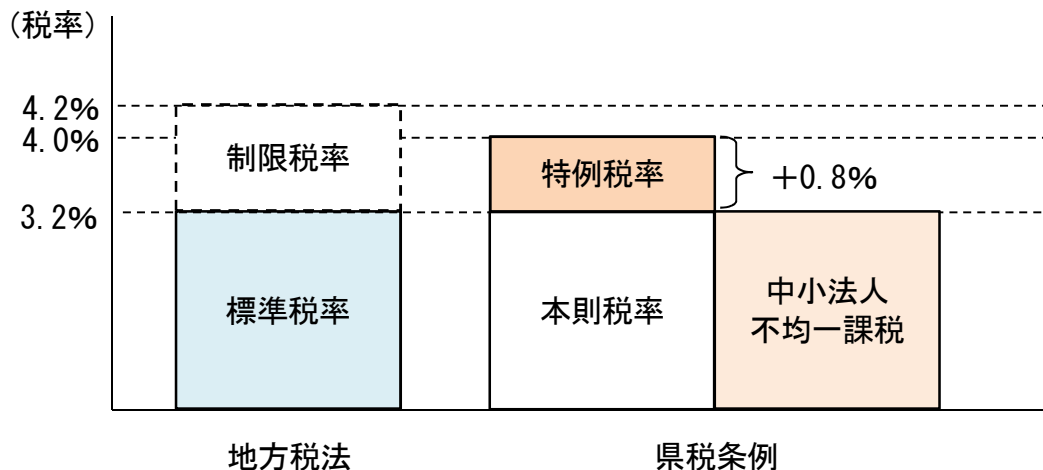 (税率)
4.2%
4.0%
3.2%
制限税率
標準税率
特例税率
+0.8%
本則税率
中小法人
不均一課税
地方税法
県税条例